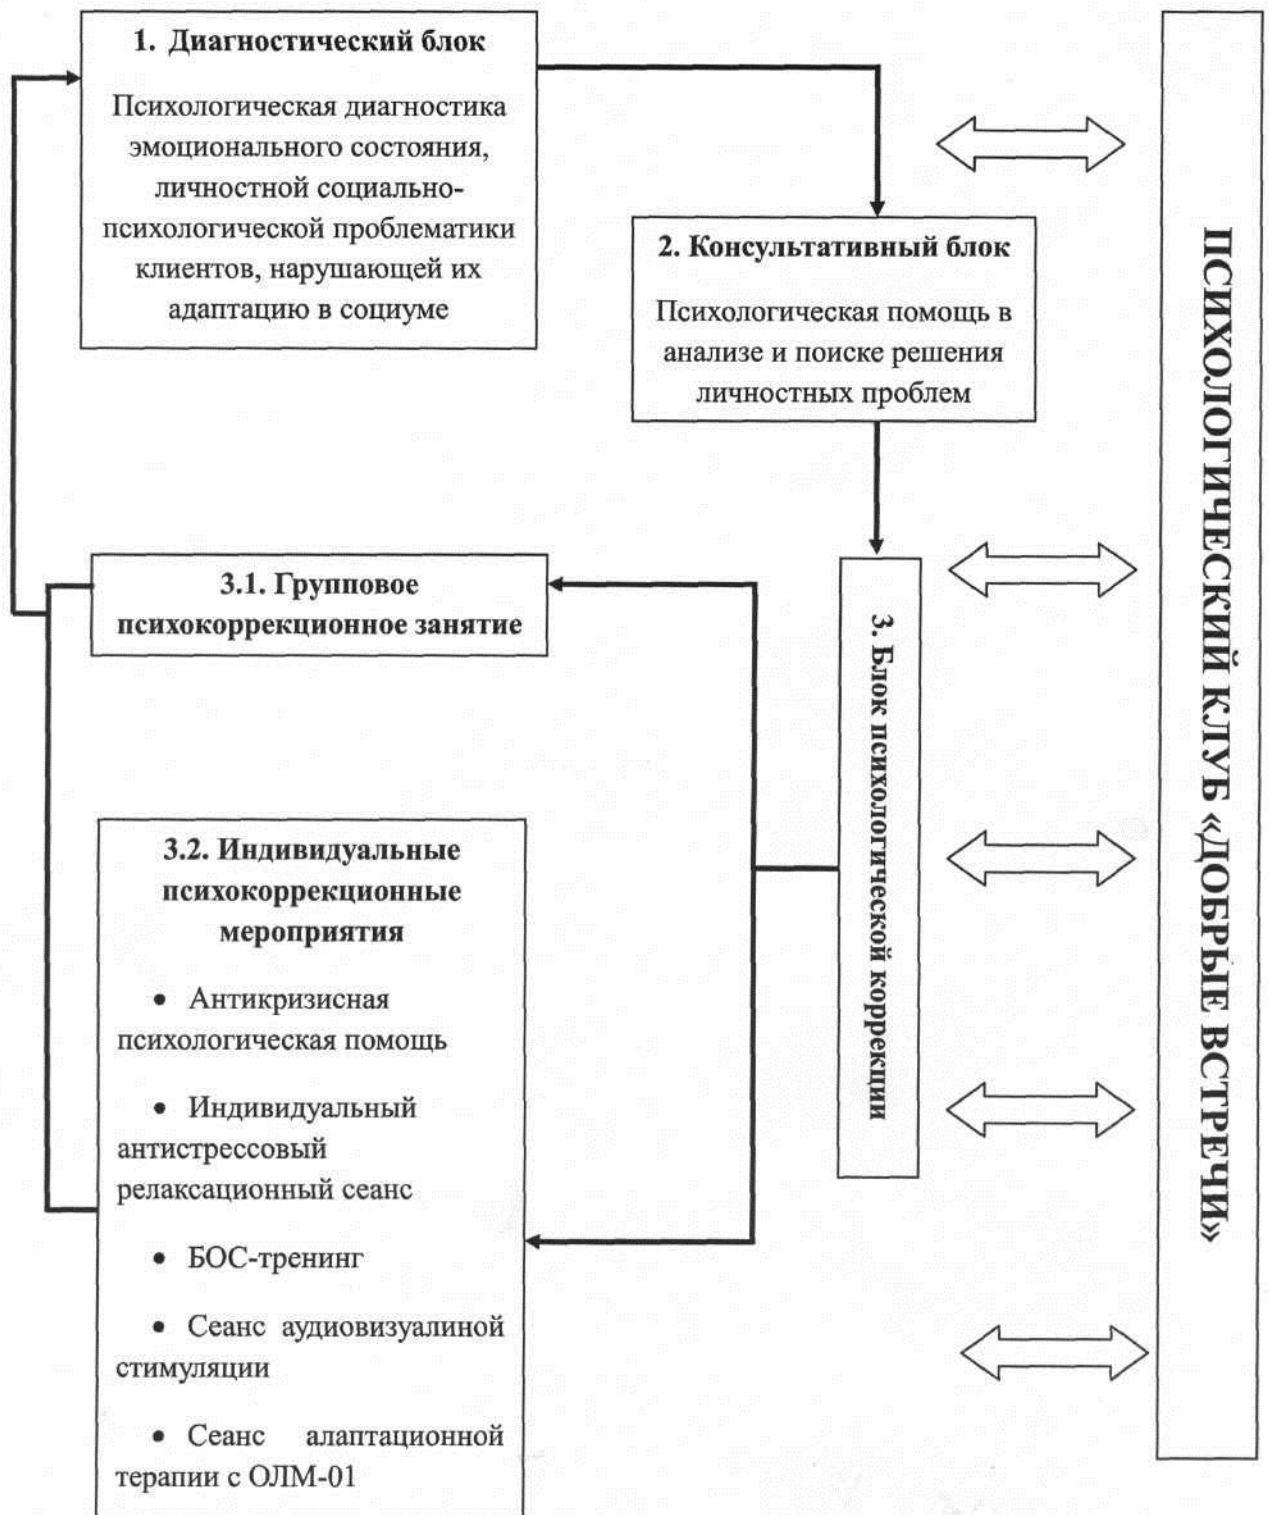 1. Диагностический блок
Психологическая диагностика
эмоционального состояния,
личностной социально-
психологической проблематики
клиентов, нарушающей их
адаптацию в социуме
2. Консультативный блок
Психологическая помощь в
анализе и поиске решения
личностных проблем
3. Блок психологической коррекции
3.1. Групповое
психокоррекционное занятие
3.2. Индивидуальные
психокоррекционные
мероприятия
• Антикризисная
психологическая помощь
• Индивидуальный
антистрессовый
релаксационный сеанс
• БОС-тренинг
• Сеанс аудиовизуалиной
стимуляции
• Сеанс алаптационной
терапии с ОЛМ-01
ПСИХОЛОГИЧЕСКИЙ КЛУБ «ДОБРЫЕ ВСТРЕЧИ»